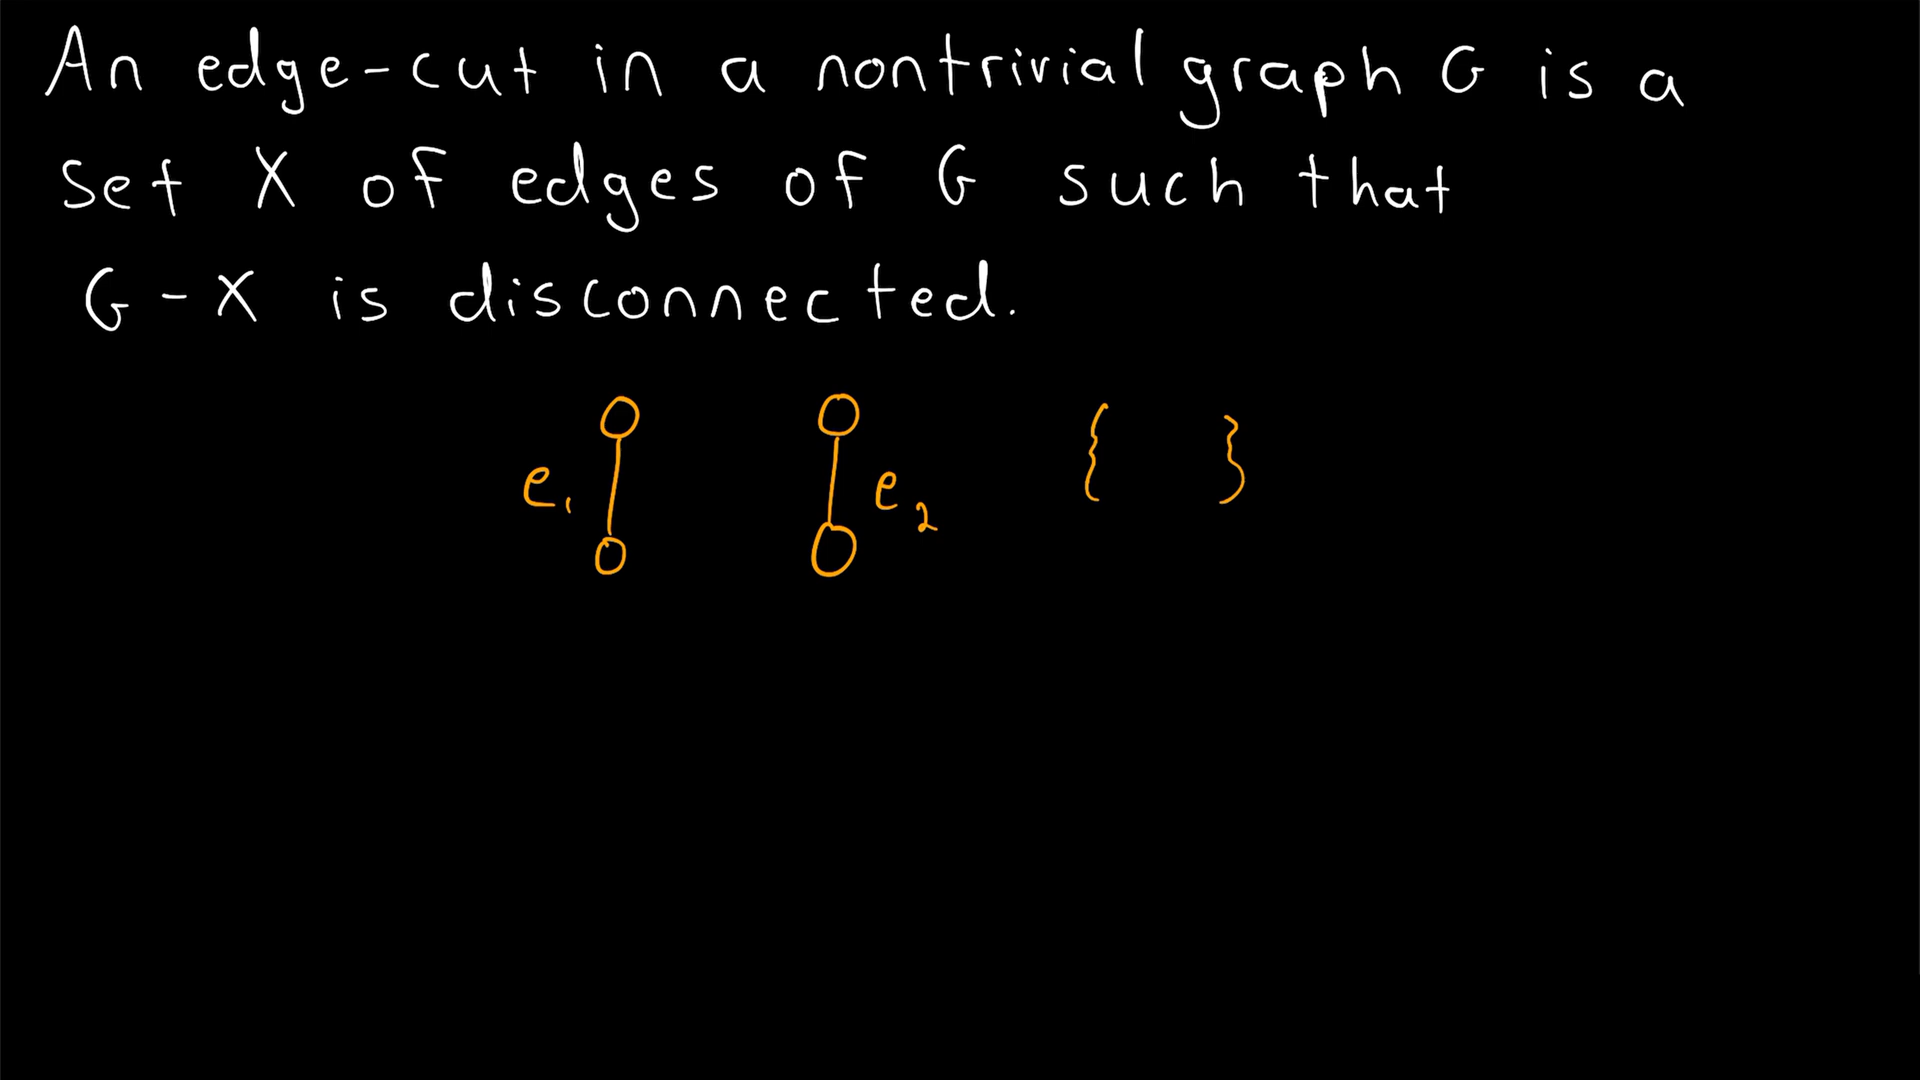 An edge-cut in a nontrivial graph G is a
set X of edges of G such that
G - X is disconnected.
e₁ e₂ { }